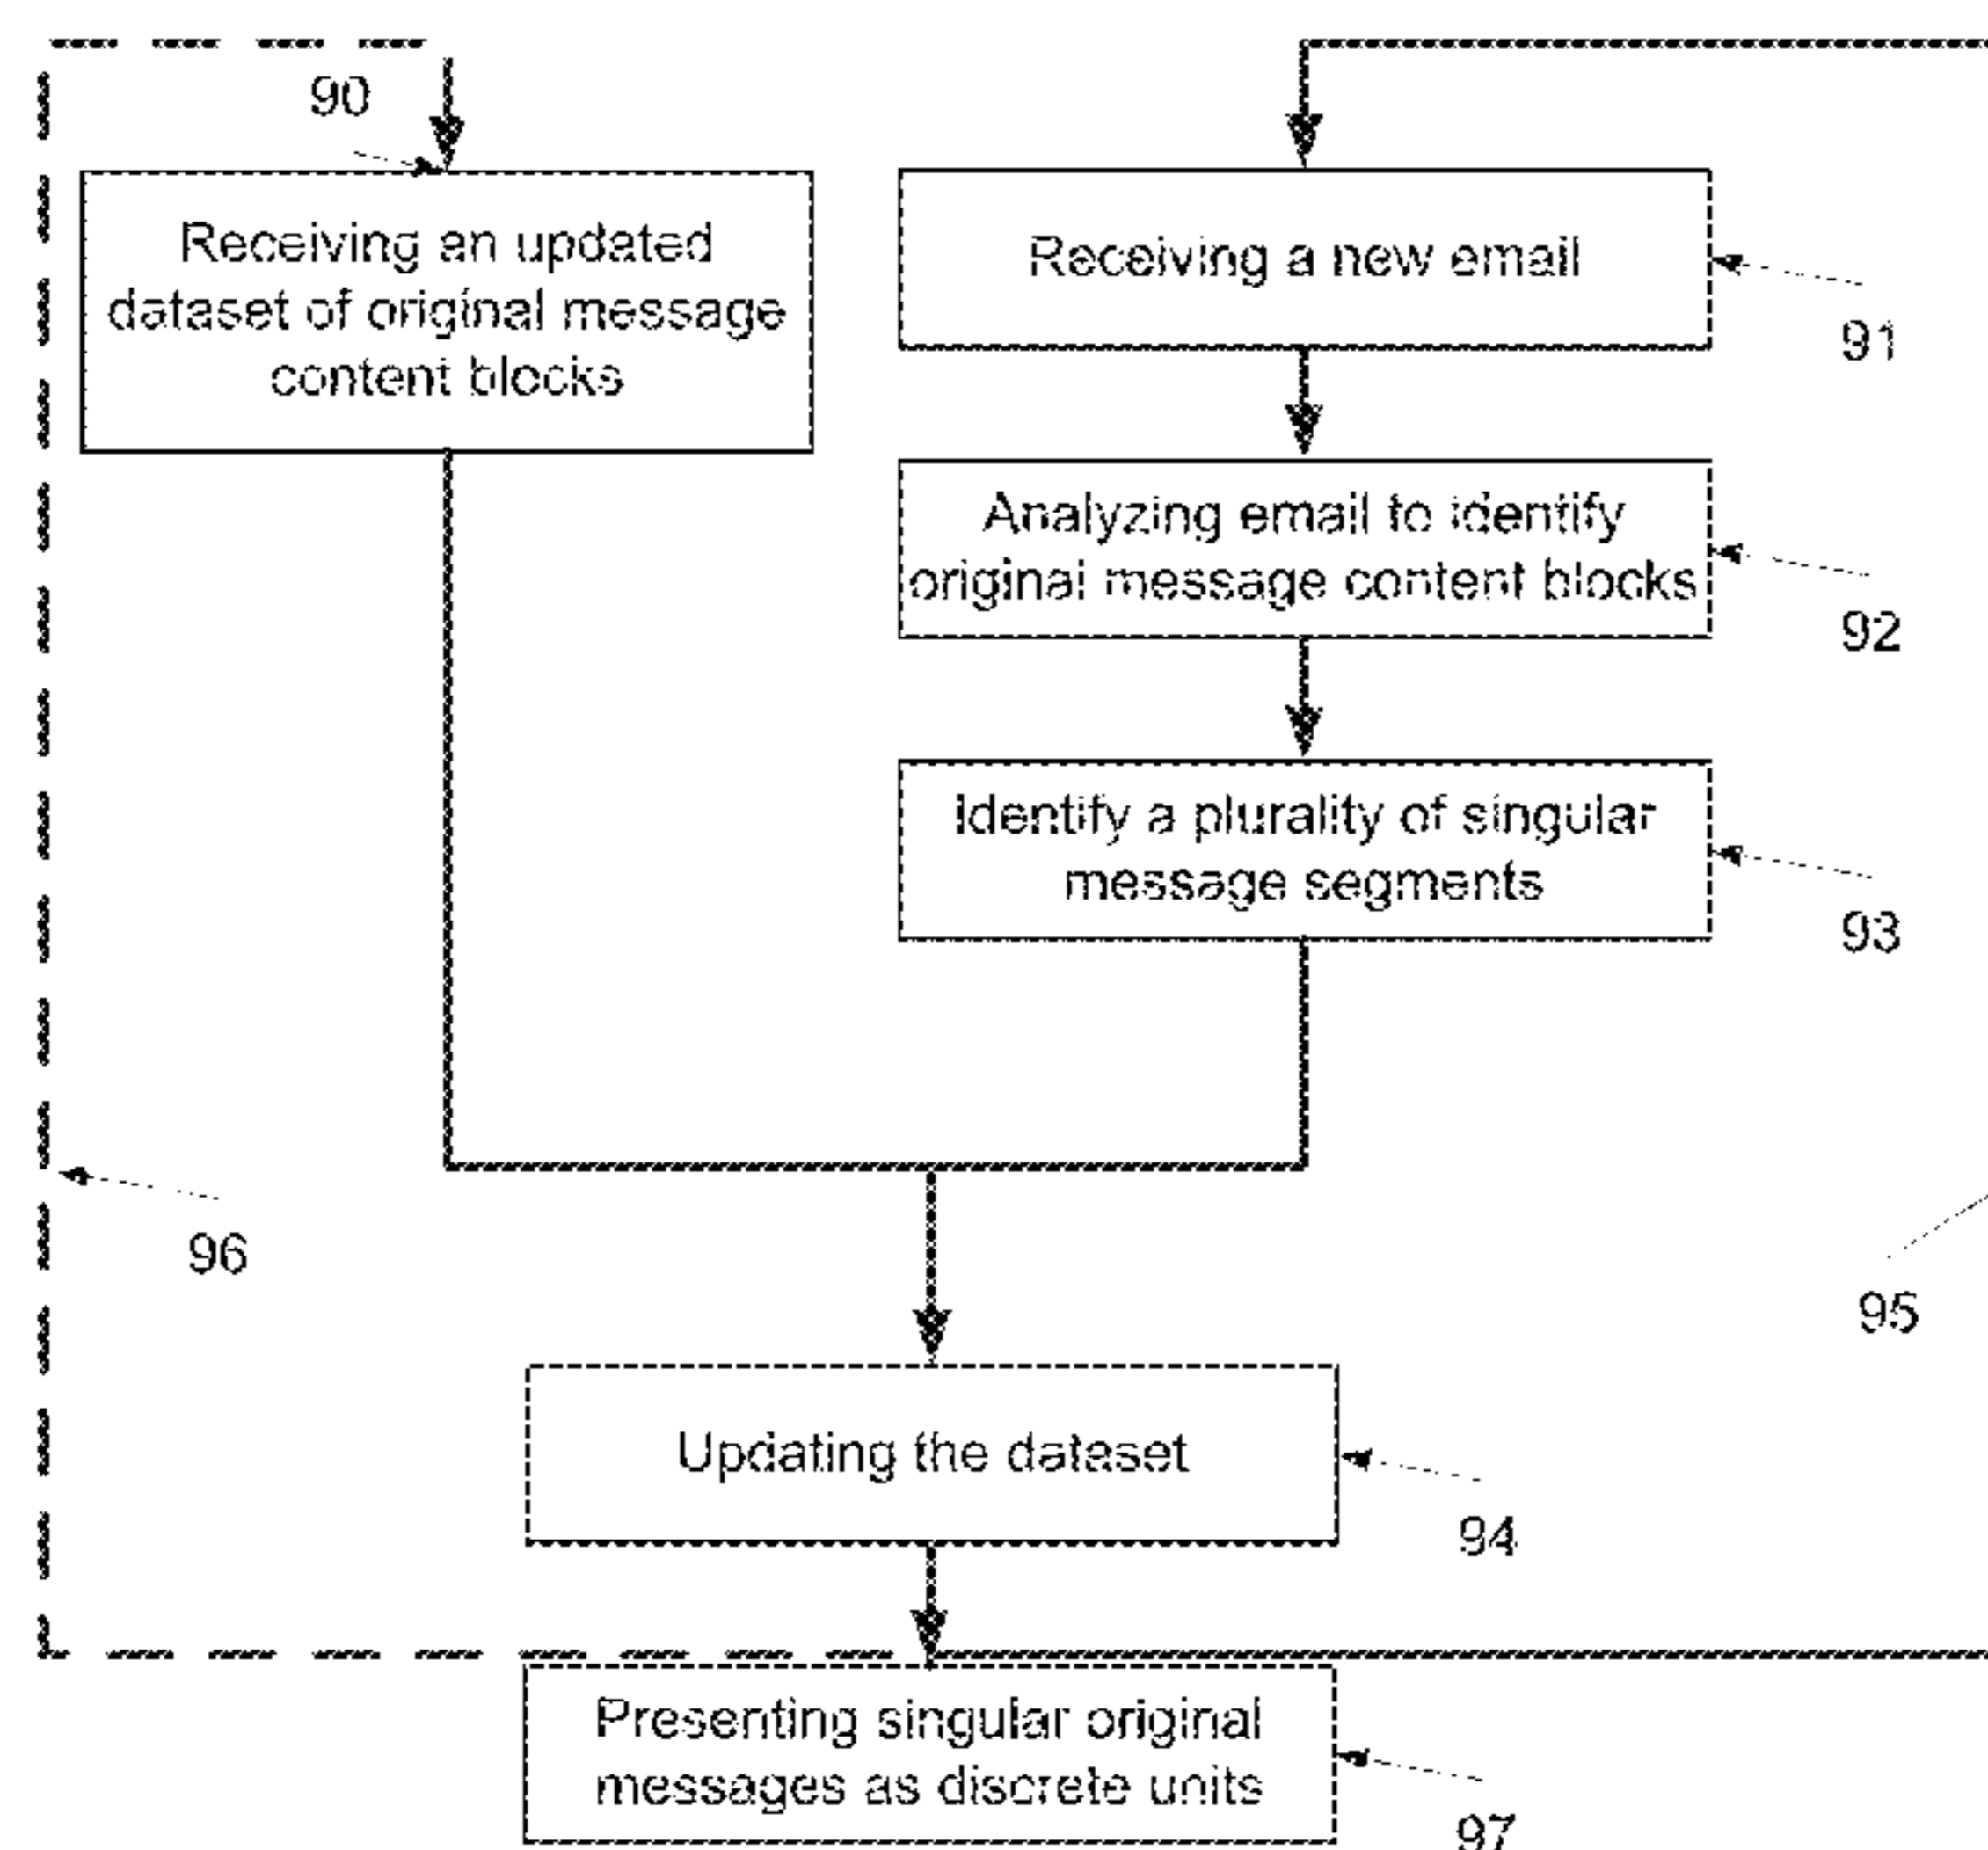 90
Receiving an updated
dataset of original message
content blocks
Receiving a new email
91
Analyzing email to identify
original message content blocks
92
Identify a plurality of singular
message segments
93
96
95
Updating the dataset
94
Presenting singular original
messages as discrete units
97